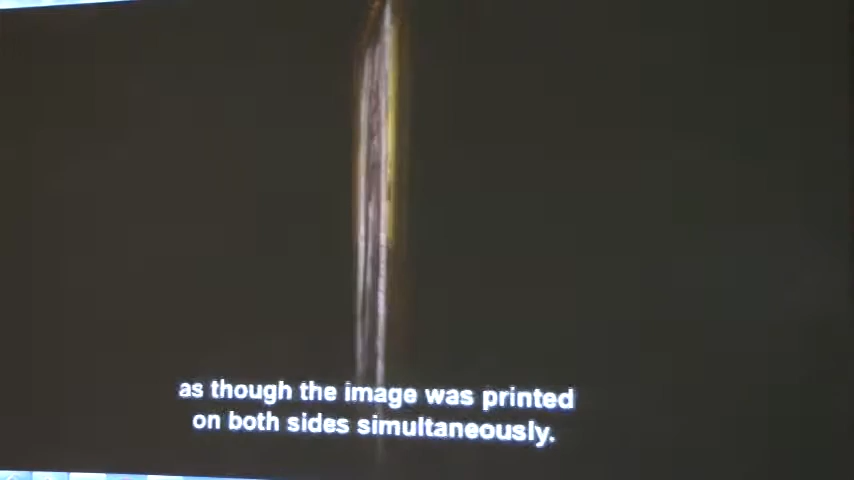 as though the image was printed
on both sides simultaneously.